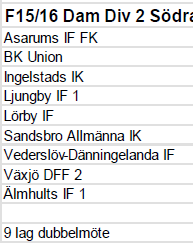 F15/16 Dam Div 2 Södra
Asarums IF FK
BK Union
Ingelstads IK
Ljungby IF 1
Lörby IF
Sandsbro Allmänna IK
Vederslöv-Dänningelanda IF
Växjö DFF 2
Älmhults IF 1
9 lag dubbelmöte